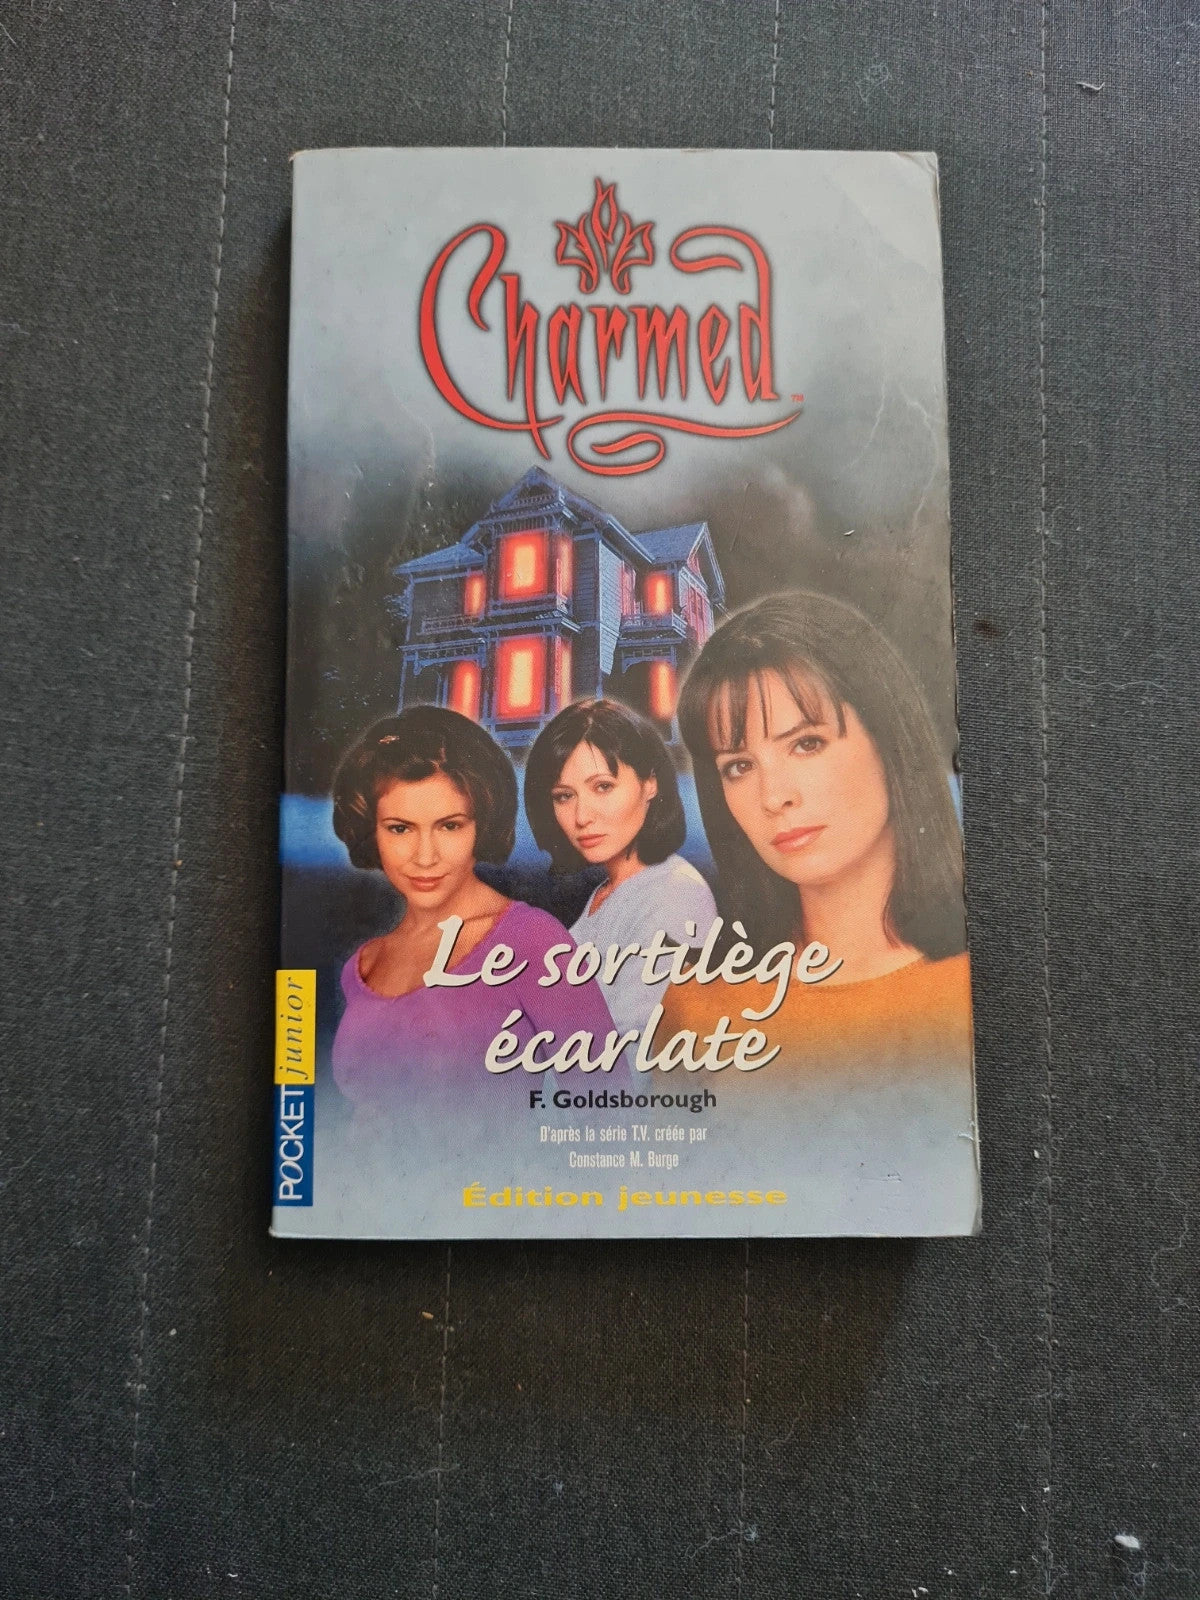 Charmed
TM
Le sortilège
écarlate
F. Goldsborough
D'après la série T.V. créée par
Constance M. Burge
Édition jeunesse
POCKET junior